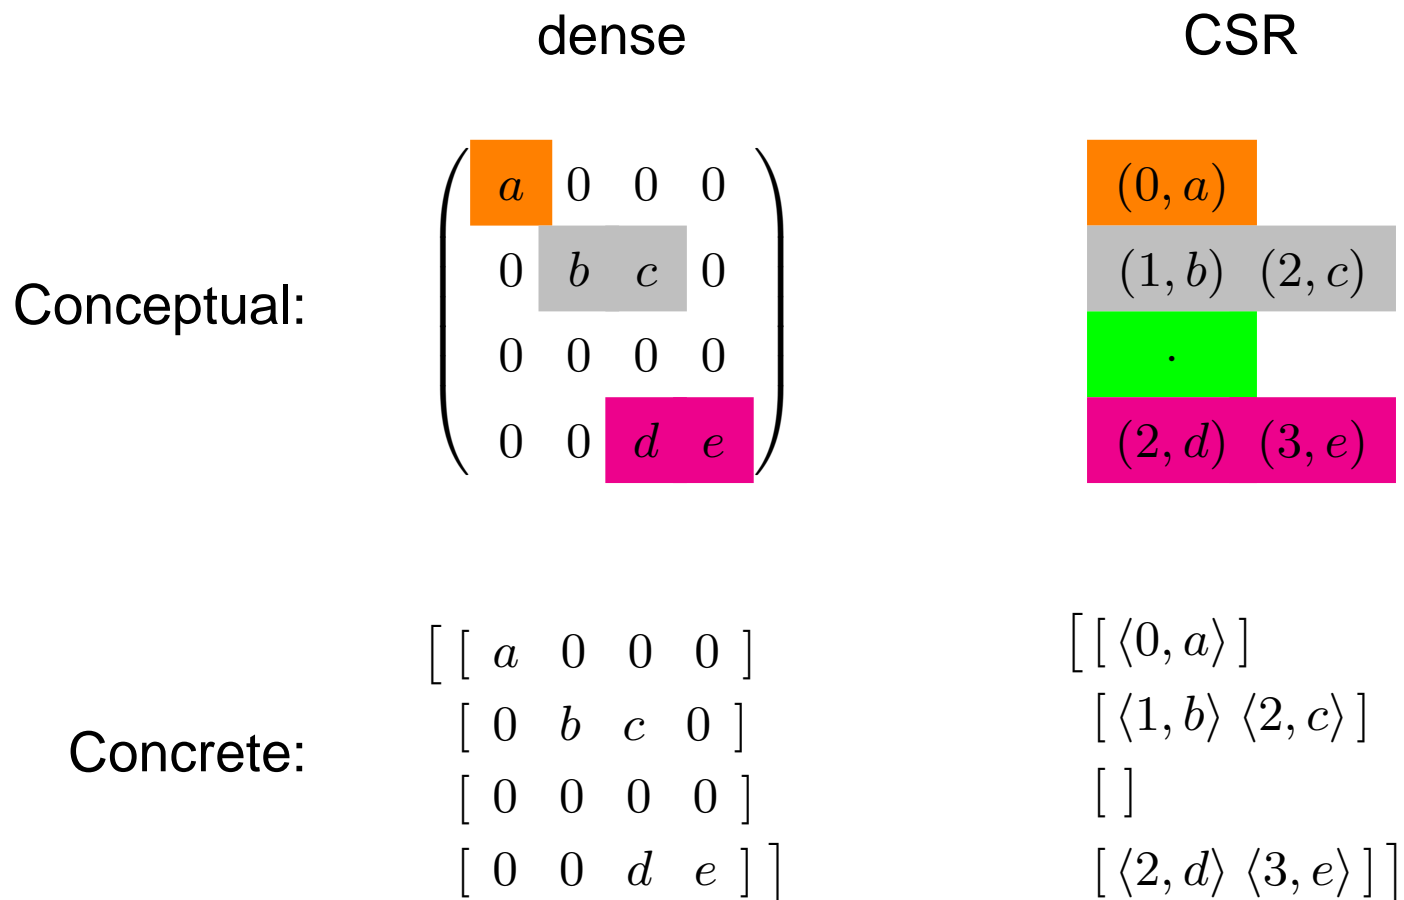 dense CSR
a 0 0 0 (0, a)
0 b c 0 (1, b) (2, c)
Conceptual:
0 0 0 0 ·
0 0 d e (2, d) (3, e)
[ [ a 0 0 0 ] [ [ ⟨0, a⟩ ]
[ 0 b c 0 ] [ ⟨1, b⟩ ⟨2, c⟩ ]
Concrete:
[ 0 0 0 0 ] [ ]
[ 0 0 d e ] ] [ ⟨2, d⟩ ⟨3, e⟩ ] ]